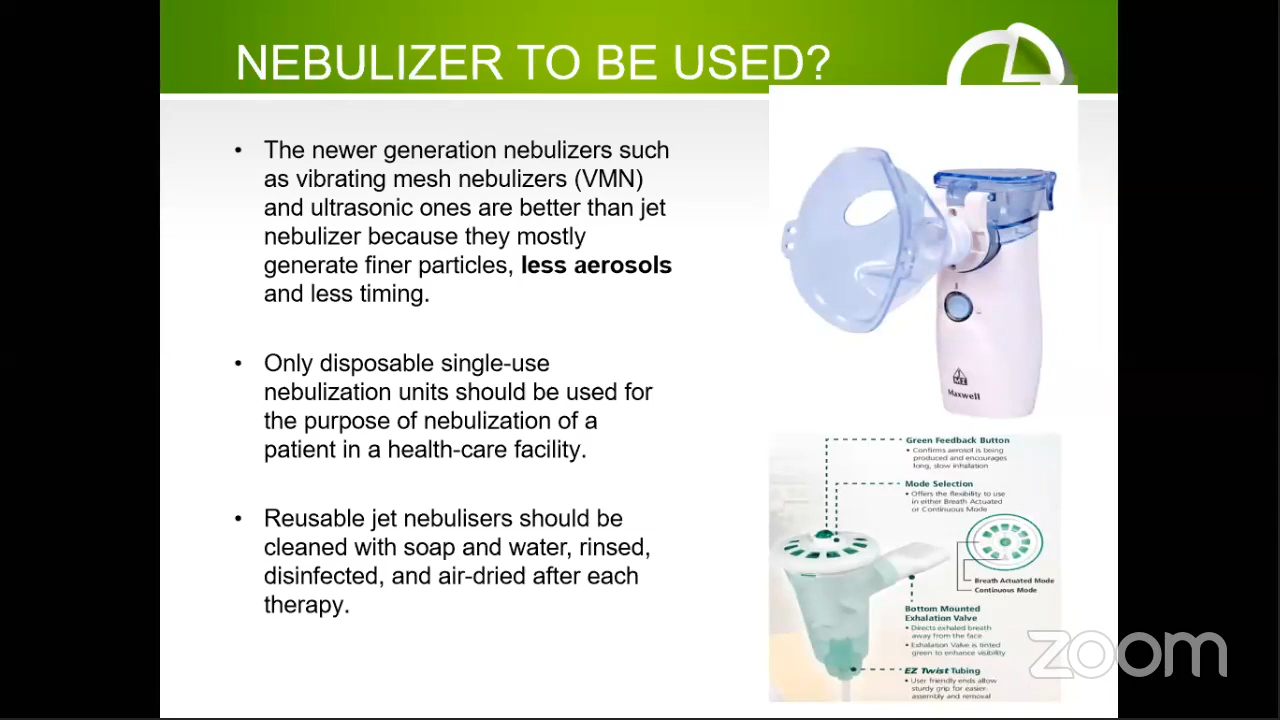 NEBULIZER TO BE USED?
• The newer generation nebulizers such
as vibrating mesh nebulizers (VMN)
and ultrasonic ones are better than jet
nebulizer because they mostly
generate finer particles, less aerosols
and less timing.
• Only disposable single-use
nebulization units should be used for
the purpose of nebulization of a
patient in a health-care facility.
• Reusable jet nebulisers should be
cleaned with soap and water, rinsed,
disinfected, and air-dried after each
therapy.
Maxwell
Green Feedback Button
• Confirms aerosol is being
produced and encourages
long, slow inhalation
Mode Selection
• Offers the flexibility to use
in either Breath Actuated
or Continuous Mode
Breath Actuated Mode
Continuous Mode
Bottom Mounted
Exhalation Valve
• Directs exhaled breath
away from the face
• Exhalation Valve is tinted
green to enhance visibility
EZ Twist Tubing
• User friendly ends allow
sturdy grip for easier
assembly and removal
zoom